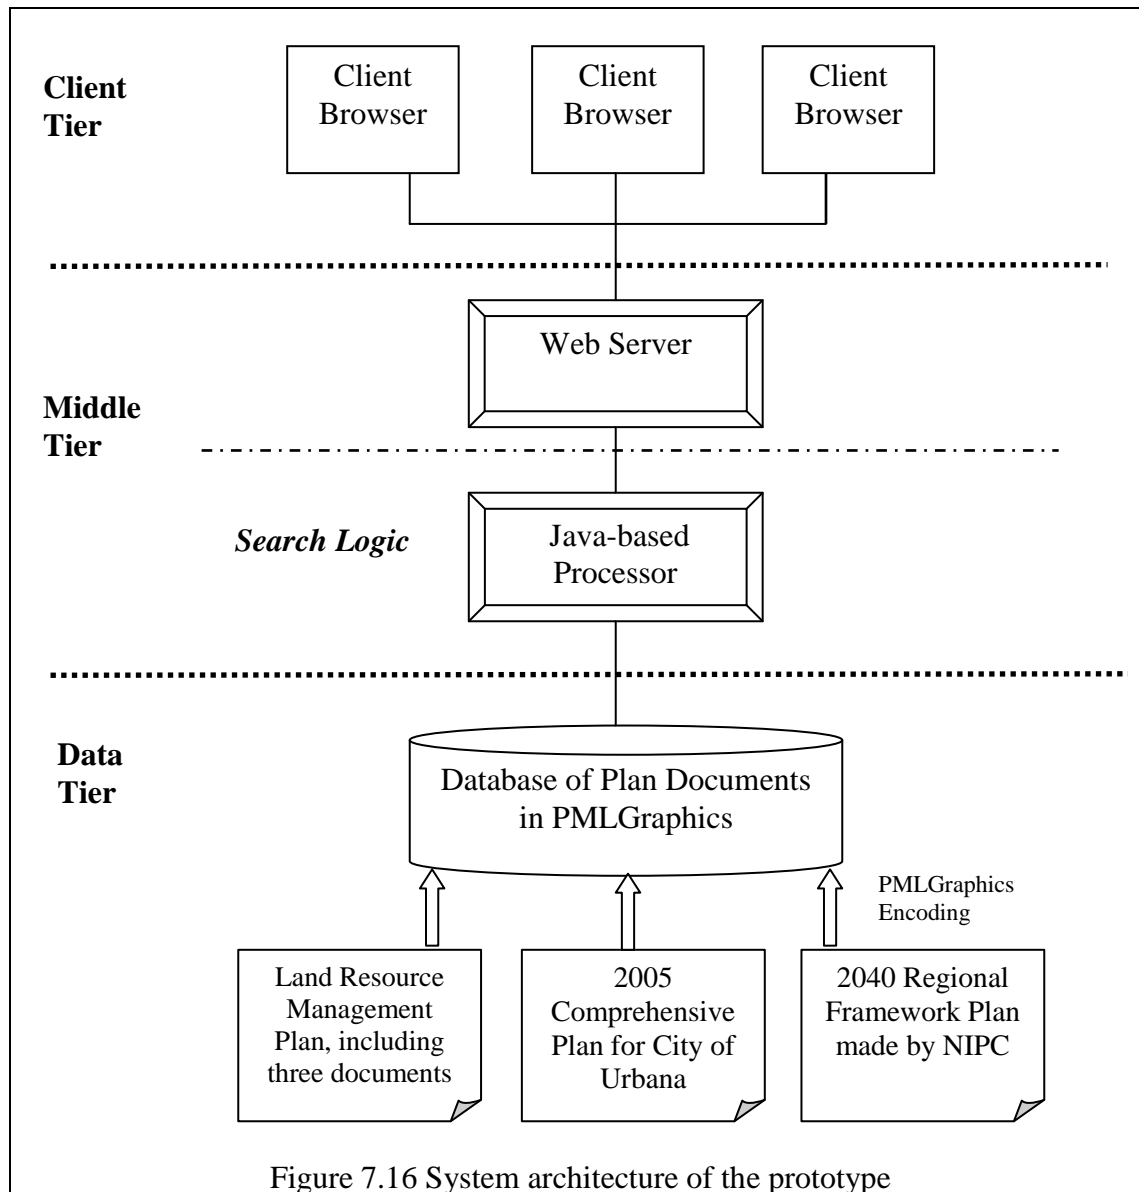 Client
Tier
Client
Browser
Client
Browser
Client
Browser
Middle
Tier
Web Server
Search Logic
Java-based
Processor
Data
Tier
Database of Plan Documents
in PMLGraphics
PMLGraphics
Encoding
Land Resource
Management
Plan, including
three documents
2005
Comprehensive
Plan for City of
Urbana
2040 Regional
Framework Plan
made by NIPC
Figure 7.16 System architecture of the prototype